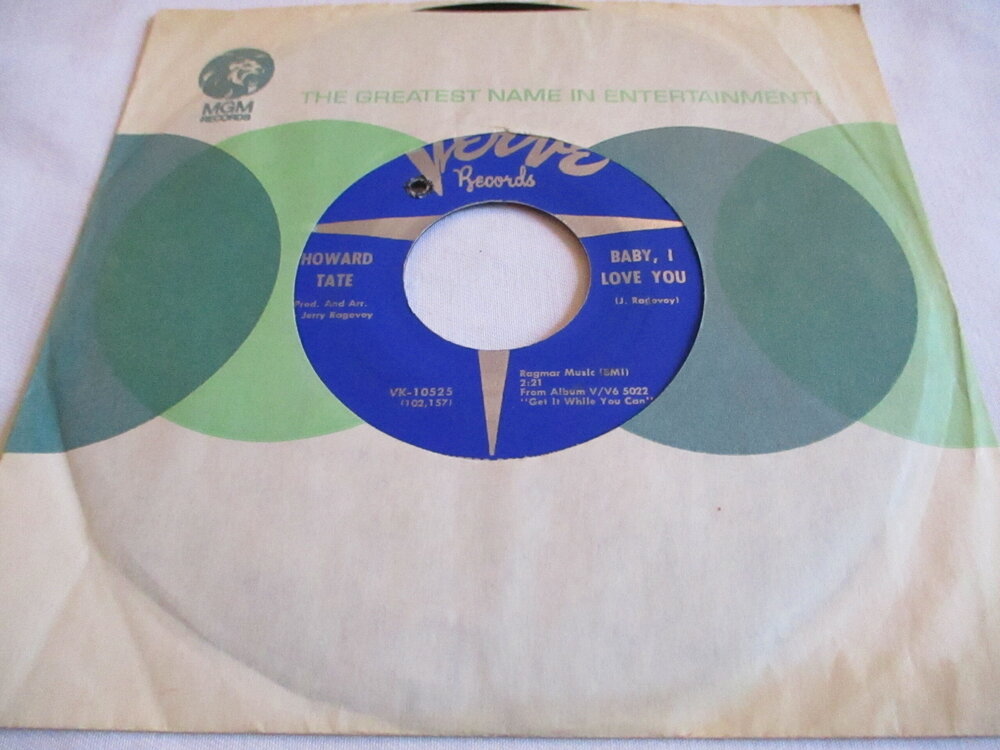 MGM
RECORDS
THE GREATEST NAME IN ENTERTAINMENT!
Verve
Records
HOWARD
TATE
Prod. And Arr.
Jerry Ragovoy
BABY, I
LOVE YOU
(J. Ragovoy)
VK-10525
(102,157)
Ragmar Music (BMI)
2:21
From Album V/V6 5022
"Get It While You Can"